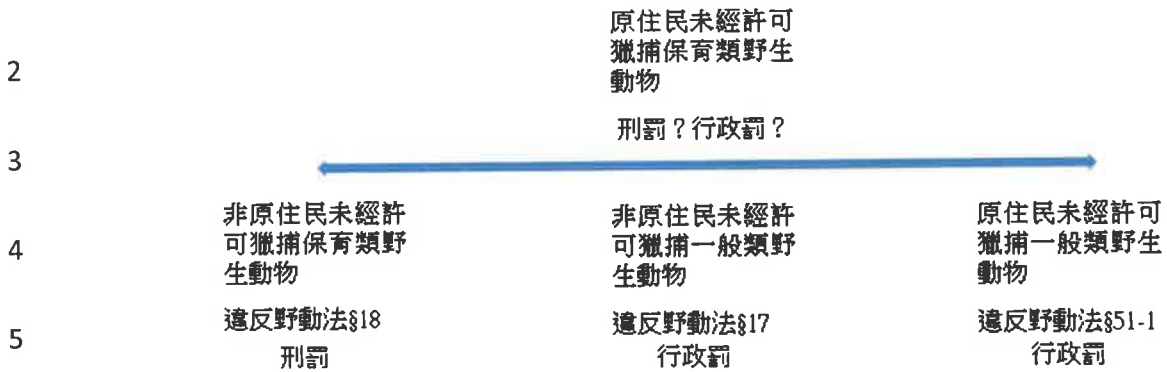 原住民未經許可
獵捕保育類野生
動物
2
刑罰？行政罰？
3
非原住民未經許
可獵捕保育類野
生動物
非原住民未經許
可獵捕一般類野
生動物
原住民未經許可
獵捕一般類野生
動物
4
違反野動法§18
刑罰
違反野動法§17
行政罰
違反野動法§51-1
行政罰
5